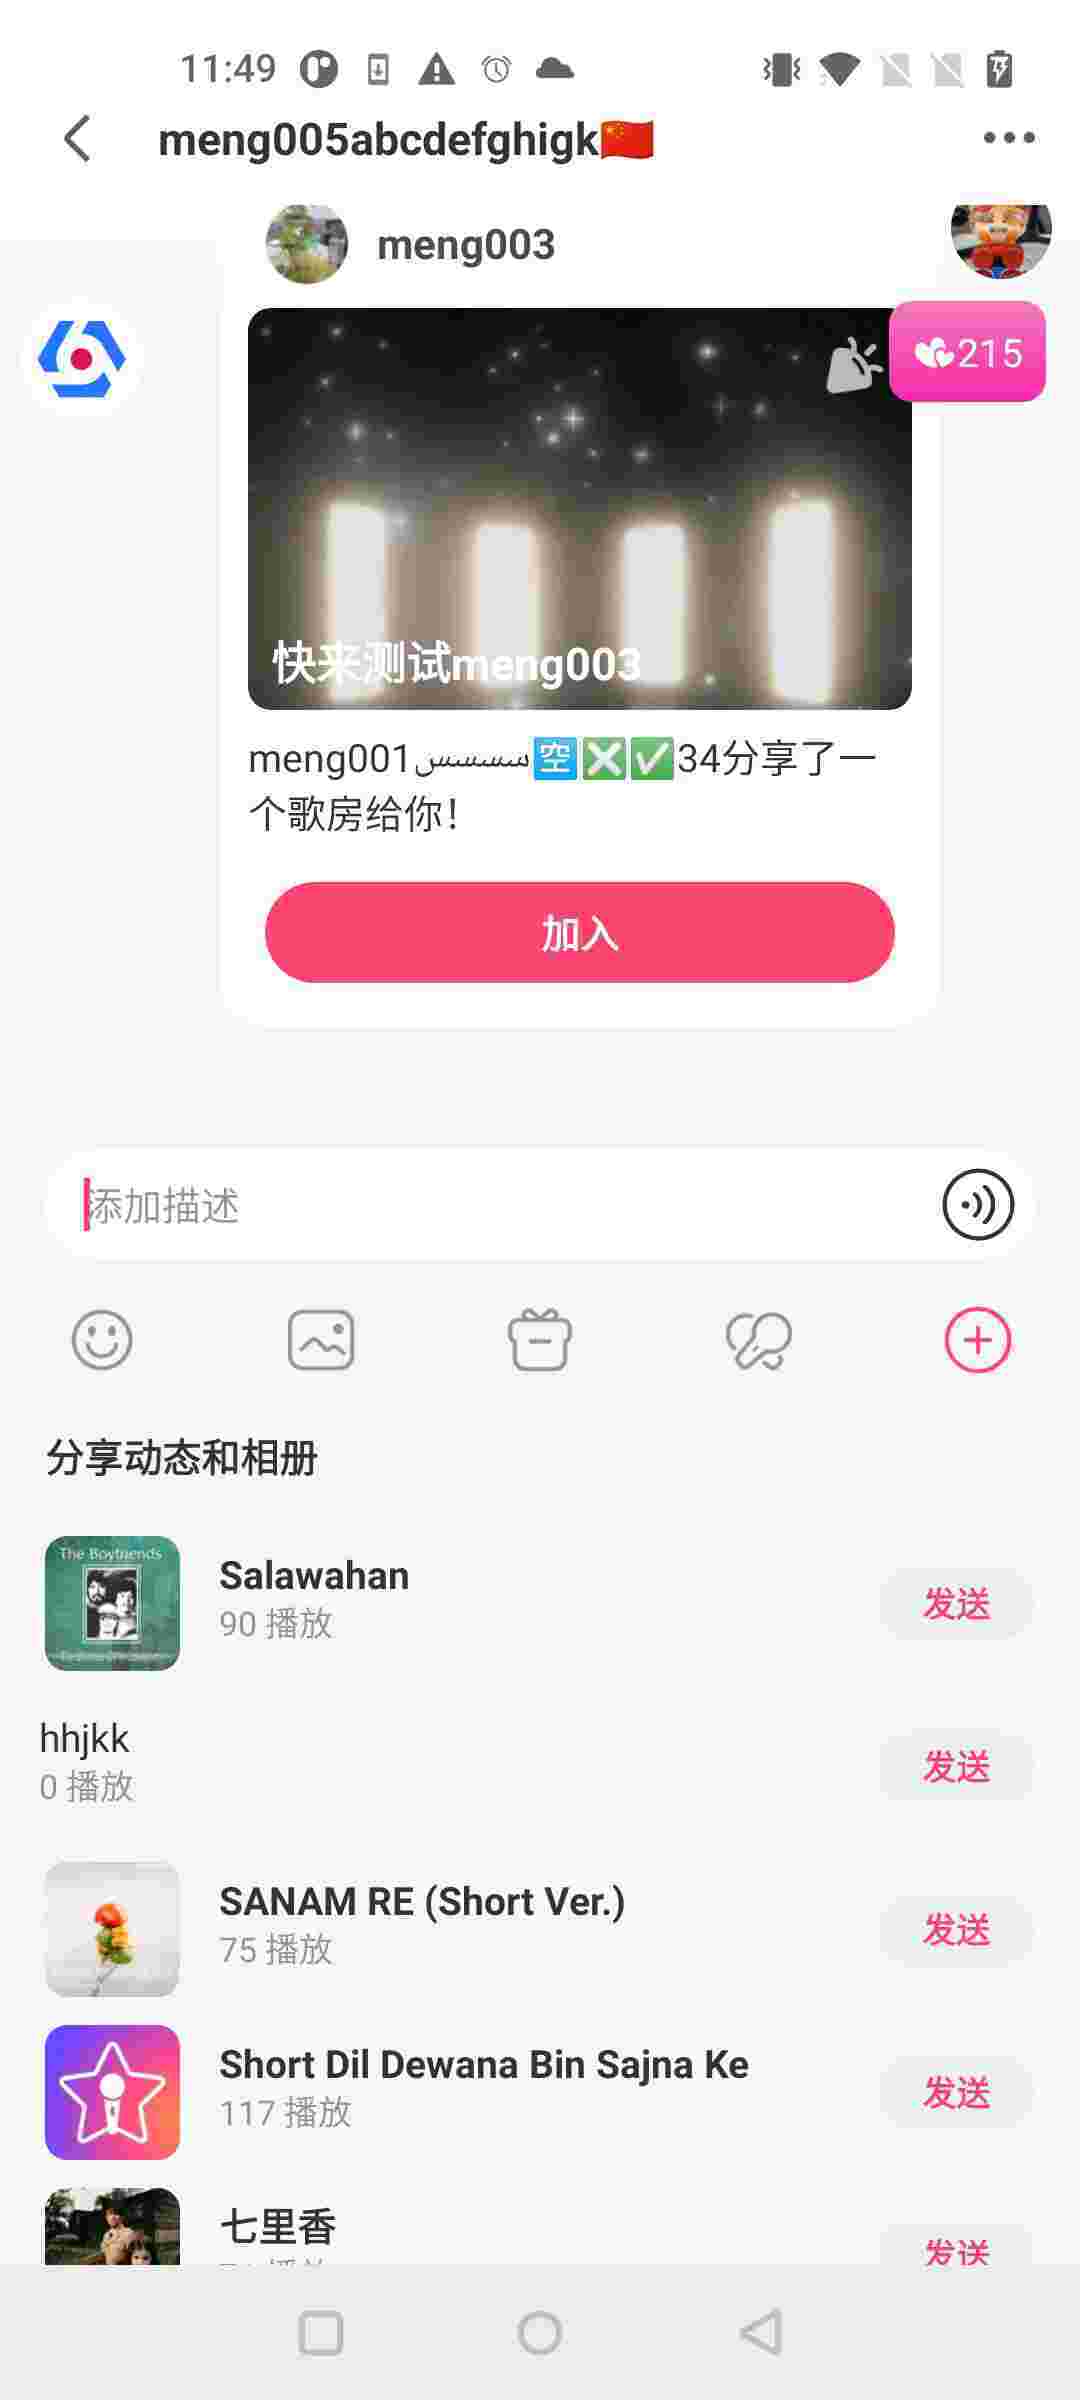 11:49
meng005abcdefghigk🇨🇳
meng003
215
快来测试meng003
meng001سسسسس🈳❎✅34分享了一
个歌房给你！
加入
添加描述
分享动态和相册
The Boyfriends
Salawahan
90 播放
发送
hhjkk
0 播放
发送
SANAM RE (Short Ver.)
75 播放
发送
Short Dil Dewana Bin Sajna Ke
117 播放
发送
七里香
发送